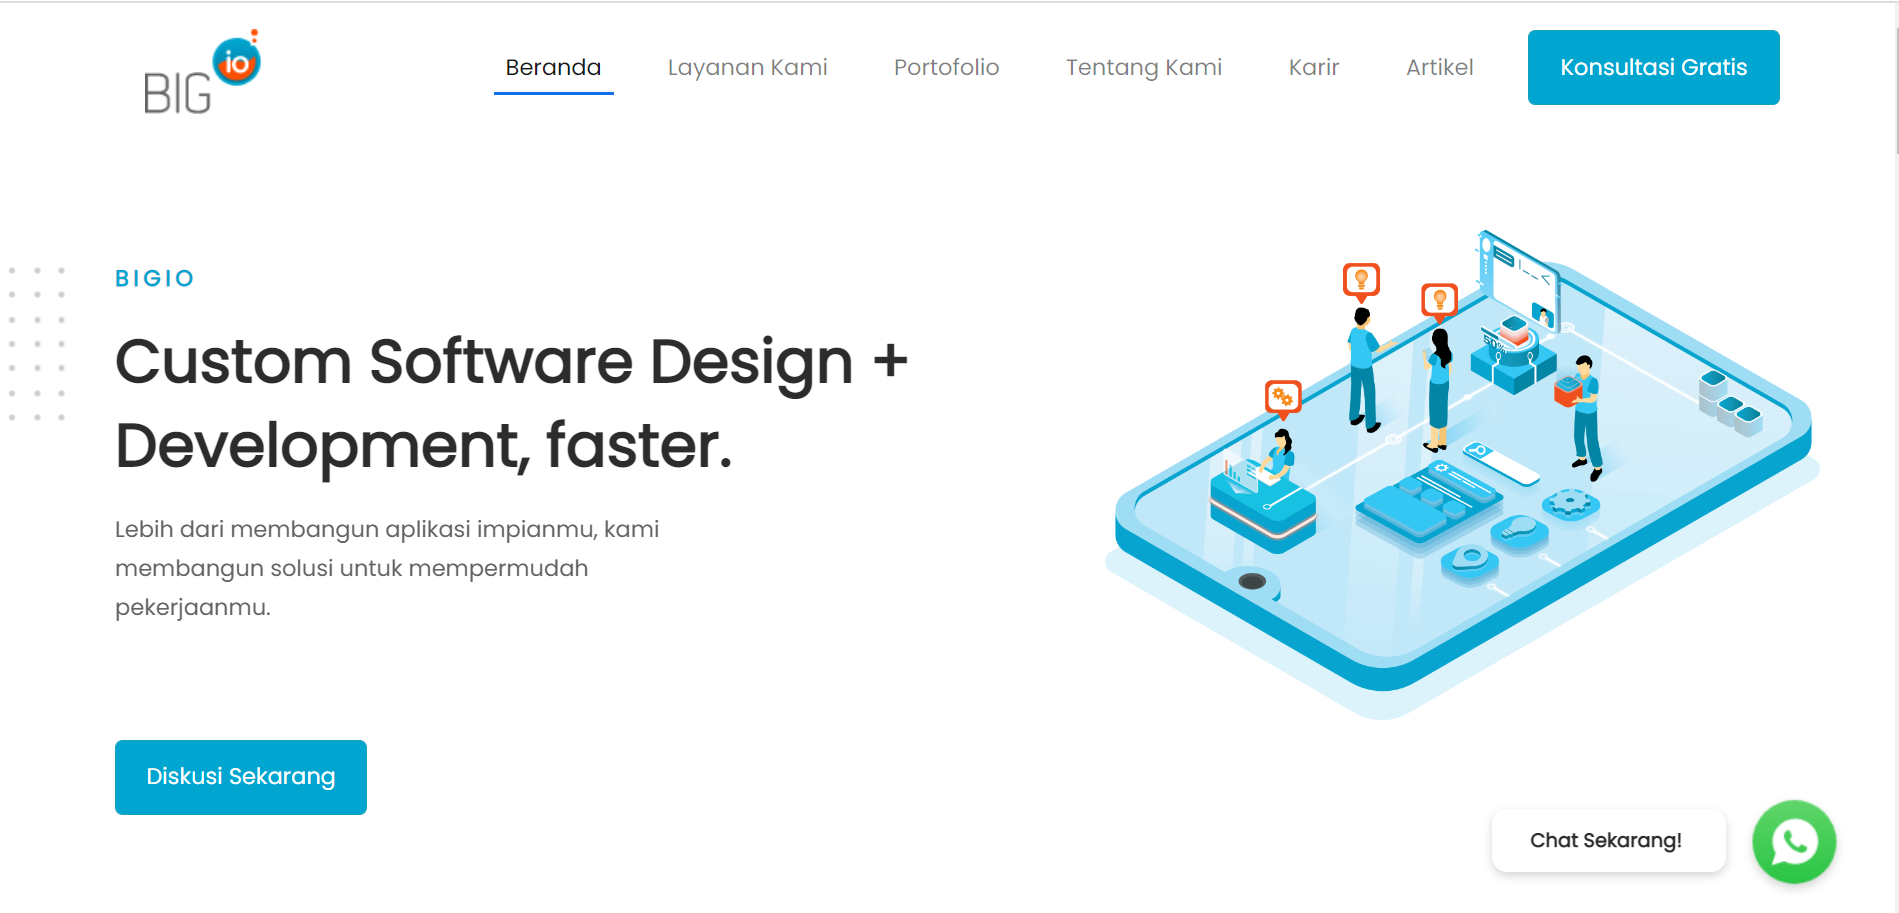 BIG io
Beranda
Layanan Kami
Portofolio
Tentang Kami
Karir
Artikel
Konsultasi Gratis
BIGIO
Custom Software Design +
Development, faster.
Lebih dari membangun aplikasi impianmu, kami
membangun solusi untuk mempermudah
pekerjaanmu.
50%
Diskusi Sekarang
Chat Sekarang!